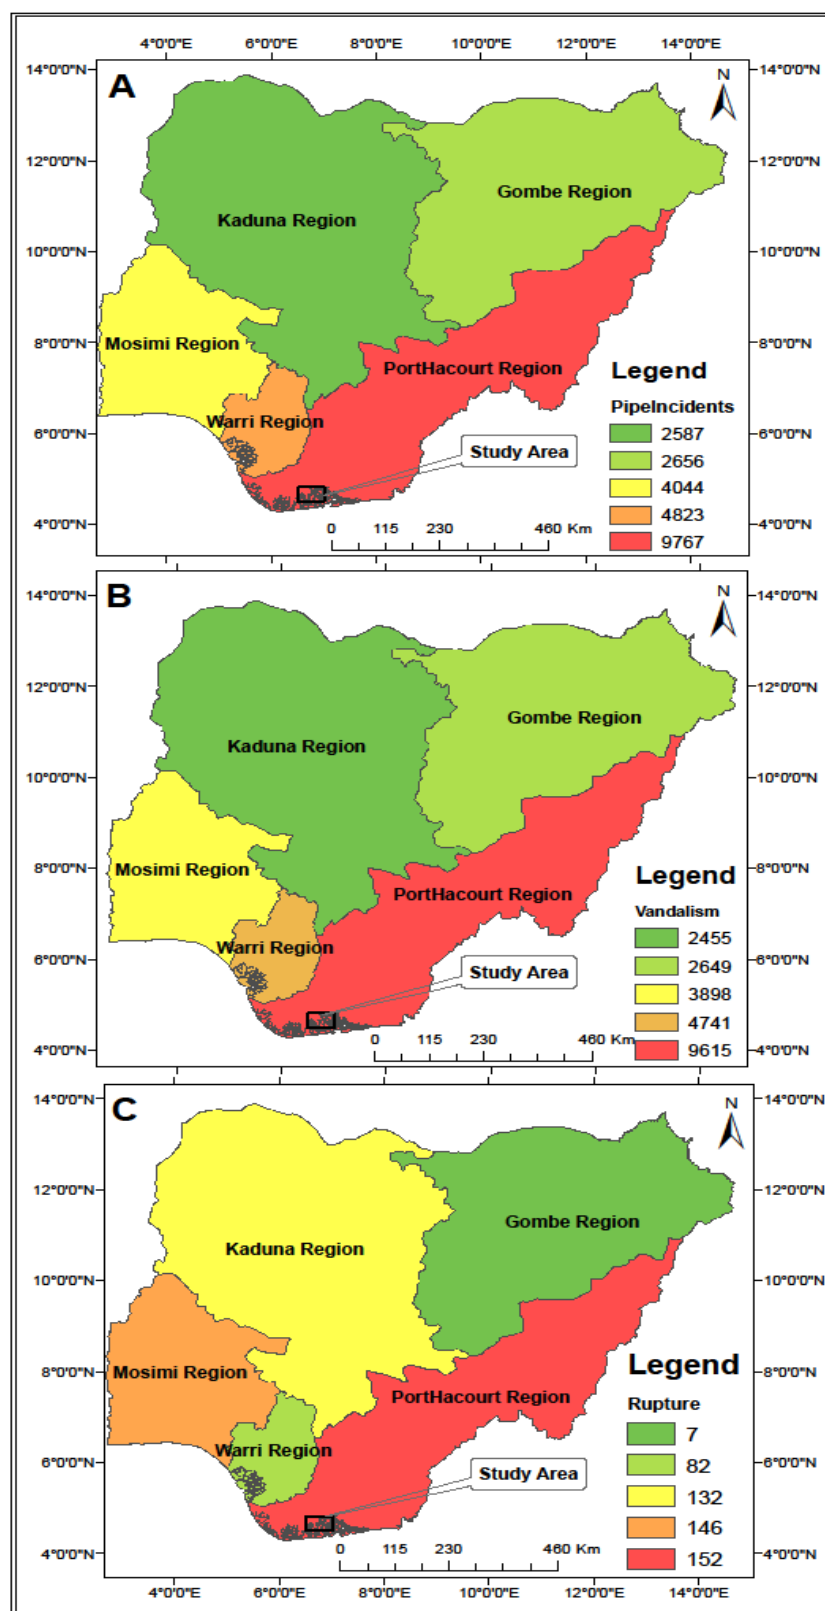 4°0'0"E 6°0'0"E 8°0'0"E 10°0'0"E 12°0'0"E 14°0'0"E
A
N
14°0'0"N 14°0'0"N
12°0'0"N 12°0'0"N
10°0'0"N 10°0'0"N
8°0'0"N 8°0'0"N
6°0'0"N 6°0'0"N
4°0'0"N 4°0'0"N
Gombe Region
Kaduna Region
Mosimi Region
PortHacourt Region
Warri Region
Study Area
Legend
PipeIncidents
2587
2656
4044
4823
9767
0 115 230 460 Km
B
N
14°0'0"N 14°0'0"N
12°0'0"N 12°0'0"N
10°0'0"N 10°0'0"N
8°0'0"N 8°0'0"N
6°0'0"N 6°0'0"N
4°0'0"N 4°0'0"N
Gombe Region
Kaduna Region
Mosimi Region
PortHacourt Region
Warri Region
Study Area
Legend
Vandalism
2455
2649
3898
4741
9615
0 115 230 460 Km
C
N
14°0'0"N 14°0'0"N
12°0'0"N 12°0'0"N
10°0'0"N 10°0'0"N
8°0'0"N 8°0'0"N
6°0'0"N 6°0'0"N
4°0'0"N 4°0'0"N
Gombe Region
Kaduna Region
Mosimi Region
PortHacourt Region
Warri Region
Study Area
Legend
Rupture
7
82
132
146
152
0 115 230 460 Km
4°0'0"E 6°0'0"E 8°0'0"E 10°0'0"E 12°0'0"E 14°0'0"E